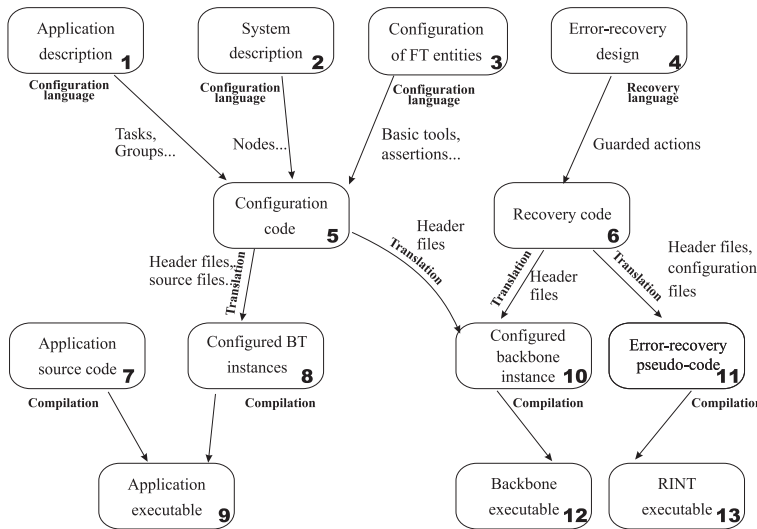 Application
description
1
System
description
2
Configuration
of FT entities
3
Error-recovery
design
4
Configuration
language
Configuration
language
Configuration
language
Recovery
language
Tasks,
Groups...
Nodes...
Basic tools,
assertions...
Guarded actions
Configuration
code
5
Recovery code
6
Header files,
source files...
Translation
Header
files
Translation
Translation
Header
files
Translation
Header files,
configuration
files
Application
source code
7
Configured BT
instances
8
Configured
backbone
instance
10
Error-recovery
pseudo-code
11
Compilation
Compilation
Compilation
Compilation
Application
executable
9
Backbone
executable
12
RINT
executable
13